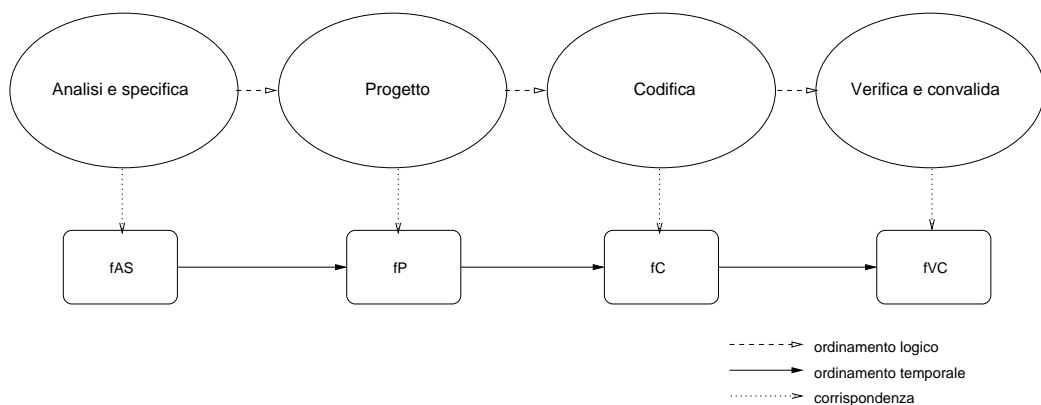 Analisi e specifica
Progetto
Codifica
Verifica e convalida
fAS
fP
fC
fVC
ordinamento logico
ordinamento temporale
corrispondenza